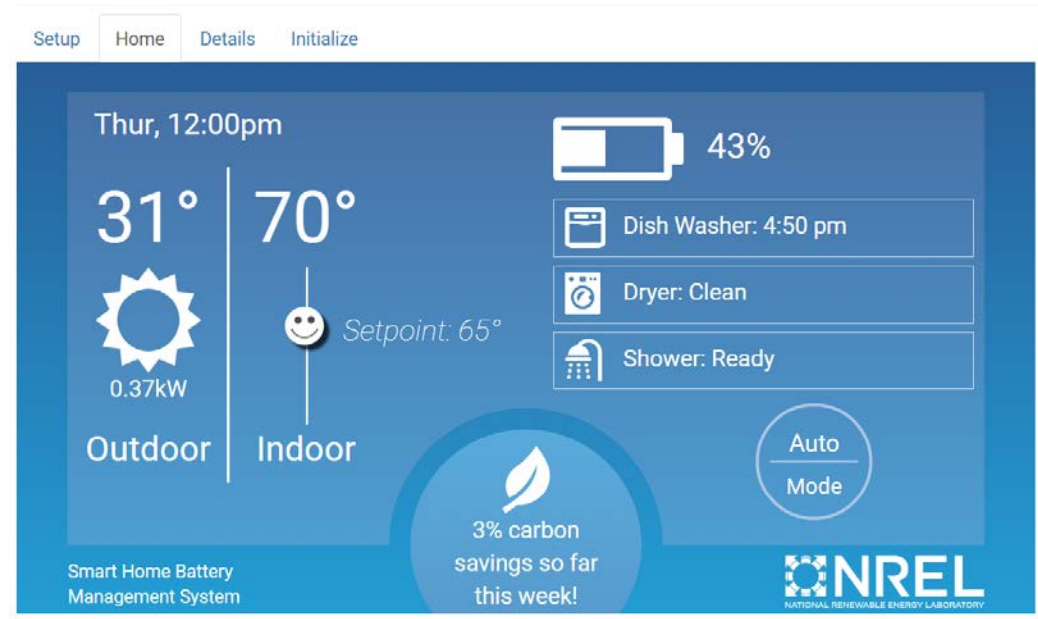 Setup Home Details Initialize
Thur, 12:00pm
31° 70°
43%
Dish Washer: 4:50 pm
Dryer: Clean
Setpoint: 65°
Shower: Ready
0.37kW
Outdoor Indoor
Auto
Mode
3% carbon
savings so far
this week!
Smart Home Battery
Management System
NREL
NATIONAL RENEWABLE ENERGY LABORATORY